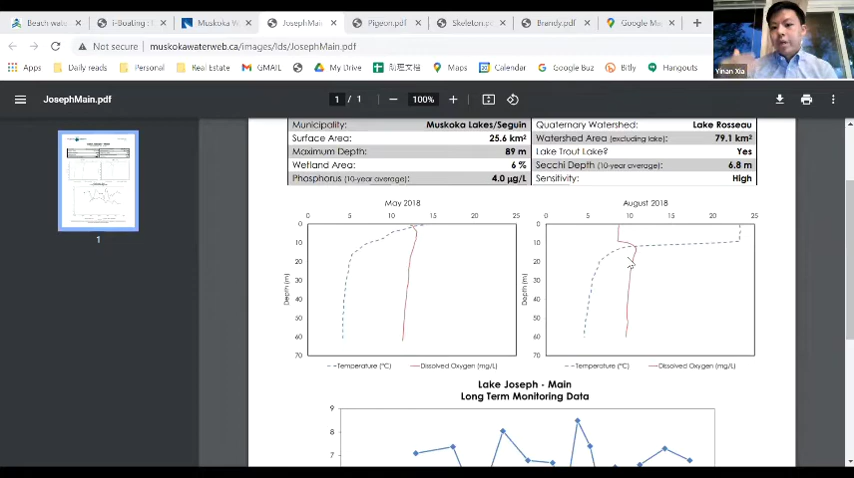 Beach water
i-Boating : F
Muskoka W
JosephMain
Pigeon.pdf
Skeleton.p
Brandy.pdf
Google Ma
Not secure | muskokawaterweb.ca/images/lds/JosephMain.pdf
Apps Daily reads Personal Real Estate GMAIL My Drive 助理文档 Maps Calendar Google Buz Bitly Hangouts
Yinan Xia
JosephMain.pdf
1 / 1
100%
1
Municipality: Muskoka Lakes/Seguin
Surface Area: 25.6 km²
Maximum Depth: 89 m
Wetland Area: 6 %
Phosphorus (10-year average): 4.0 µg/L
Quaternary Watershed: Lake Rosseau
Watershed Area (excluding lake): 79.1 km²
Lake Trout Lake? Yes
Secchi Depth (10-year average): 6.8 m
Sensitivity: High
May 2018
0 5 10 15 20 25
0
10
20
30
40
50
60
70
Depth (m)
Temperature (°C) Dissolved Oxygen (mg/L)
August 2018
0 5 10 15 20 25
0
10
20
30
40
50
60
70
Depth (m)
Temperature (°C) Dissolved Oxygen (mg/L)
Lake Joseph - Main
Long Term Monitoring Data
9
8
7